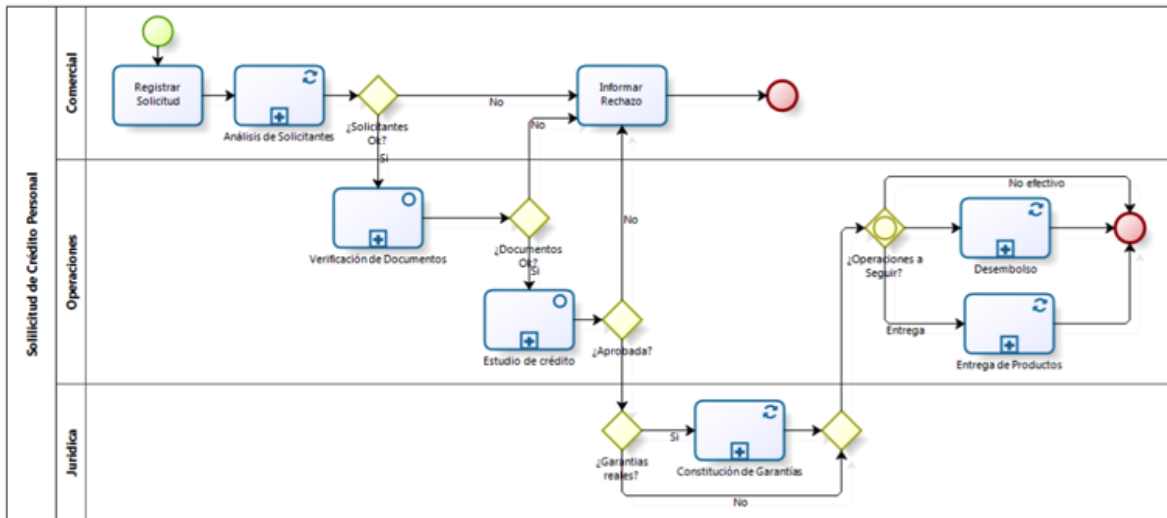 Solilicitud de Crédito Personal
Comercial
Registrar
Solicitud
Análisis de Solicitantes
¿Solicitantes
Ok?
No
Si
Informar
Rechazo
No
Operaciones
Verificación de Documentos
¿Documentos
Ok?
Si
No
Estudio de crédito
¿Aprobada?
¿Operaciones a
Seguir?
No efectivo
Desembolso
Entrega
Entrega de Productos
Jurídica
¿Garantias
reales?
Si
Constitución de Garantías
No